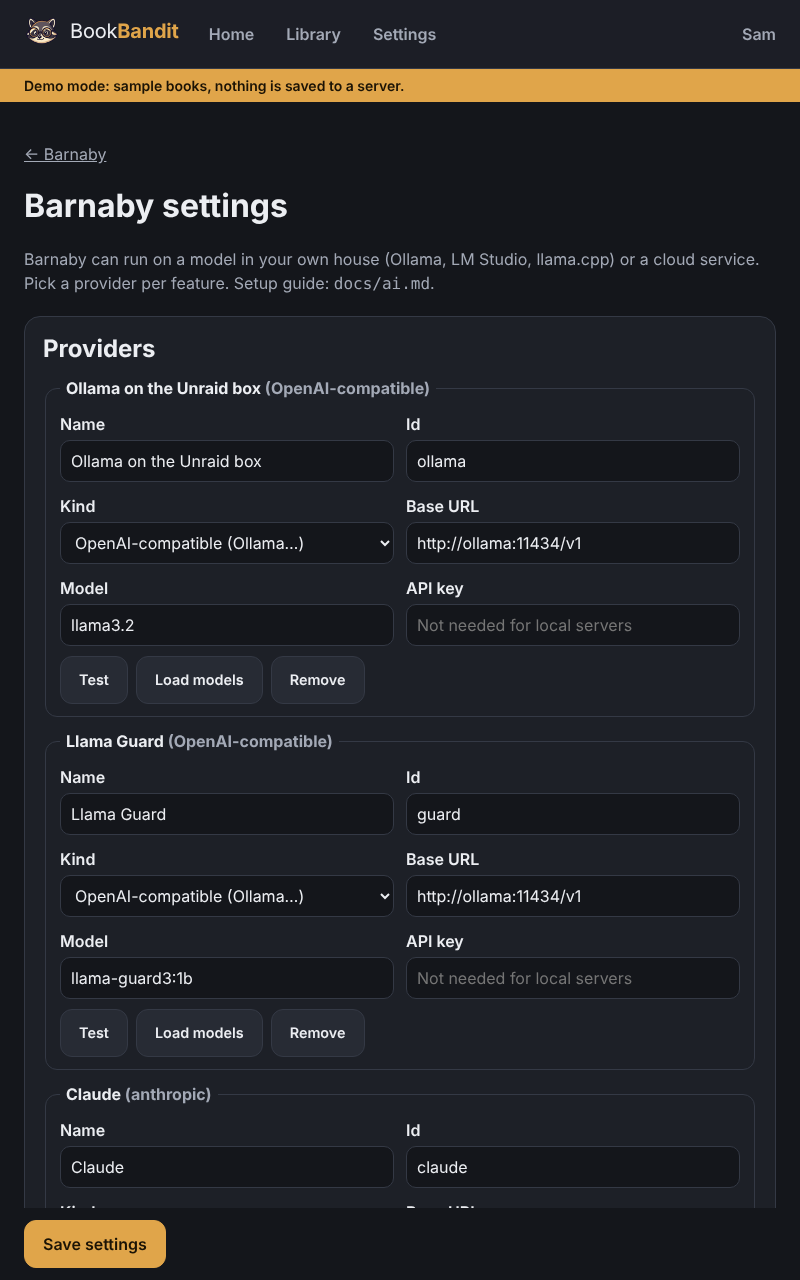 BookBandit Home Library Settings Sam
Demo mode: sample books, nothing is saved to a server.
← Barnaby
Barnaby settings
Barnaby can run on a model in your own house (Ollama, LM Studio, llama.cpp) or a cloud service.
Pick a provider per feature. Setup guide: docs/ai.md.
Providers
Ollama on the Unraid box (OpenAI-compatible)
Name Id
Ollama on the Unraid box ollama
Kind Base URL
OpenAI-compatible (Ollama…) http://ollama:11434/v1
Model API key
llama3.2 Not needed for local servers
Test Load models Remove
Llama Guard (OpenAI-compatible)
Name Id
Llama Guard guard
Kind Base URL
OpenAI-compatible (Ollama…) http://ollama:11434/v1
Model API key
llama-guard3:1b Not needed for local servers
Test Load models Remove
Claude (anthropic)
Name Id
Claude claude
Save settings